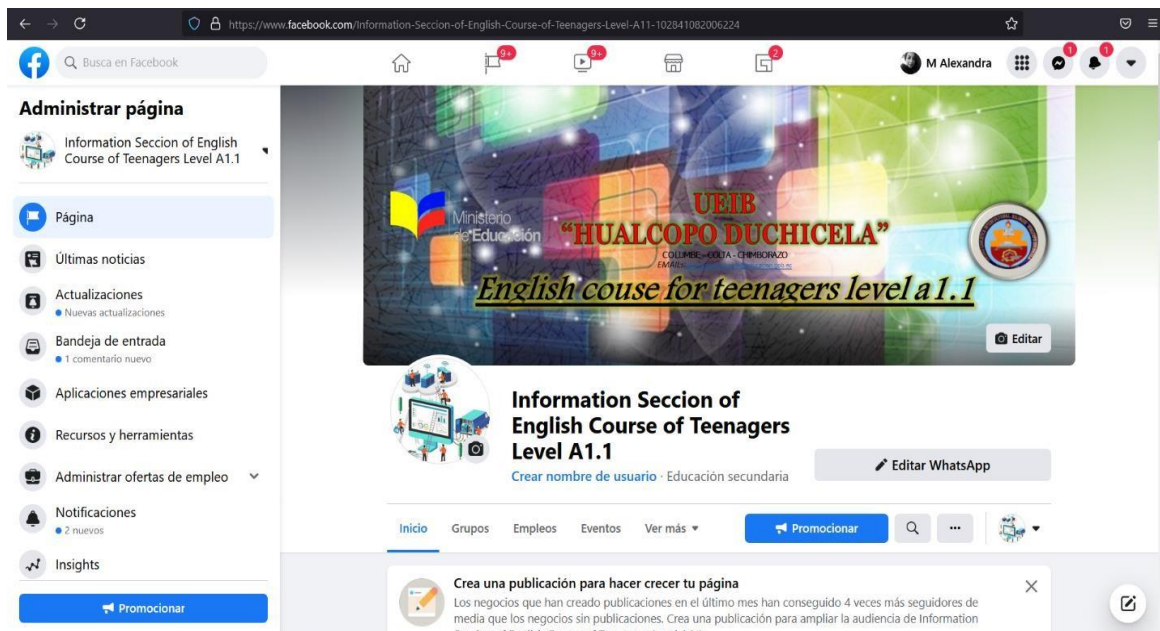 https://www.facebook.com/Information-Seccion-of-English-Course-of-Teenagers-Level-A11-102841082006224
Busca en Facebook
9+
9+
2
M Alexandra
1
1
Administrar página
Information Seccion of English
Course of Teenagers Level A1.1
Página
Últimas noticias
Actualizaciones
Nuevas actualizaciones
Bandeja de entrada
1 comentario nuevo
Aplicaciones empresariales
Recursos y herramientas
Administrar ofertas de empleo
Notificaciones
2 nuevos
Insights
Promocionar
Ministerio
de Educación
UEIB
“HUALCOPO DUCHICELA”
COLUMBE – COLTA - CHIMBORAZO
EMAIL:
English couse for teenagers level a1.1
Editar
Information Seccion of
English Course of Teenagers
Level A1.1
Crear nombre de usuario · Educación secundaria
Editar WhatsApp
Inicio
Grupos
Empleos
Eventos
Ver más
Promocionar
Crea una publicación para hacer crecer tu página
Los negocios que han creado publicaciones en el último mes han conseguido 4 veces más seguidores de
media que los negocios sin publicaciones. Crea una publicación para ampliar la audiencia de Information